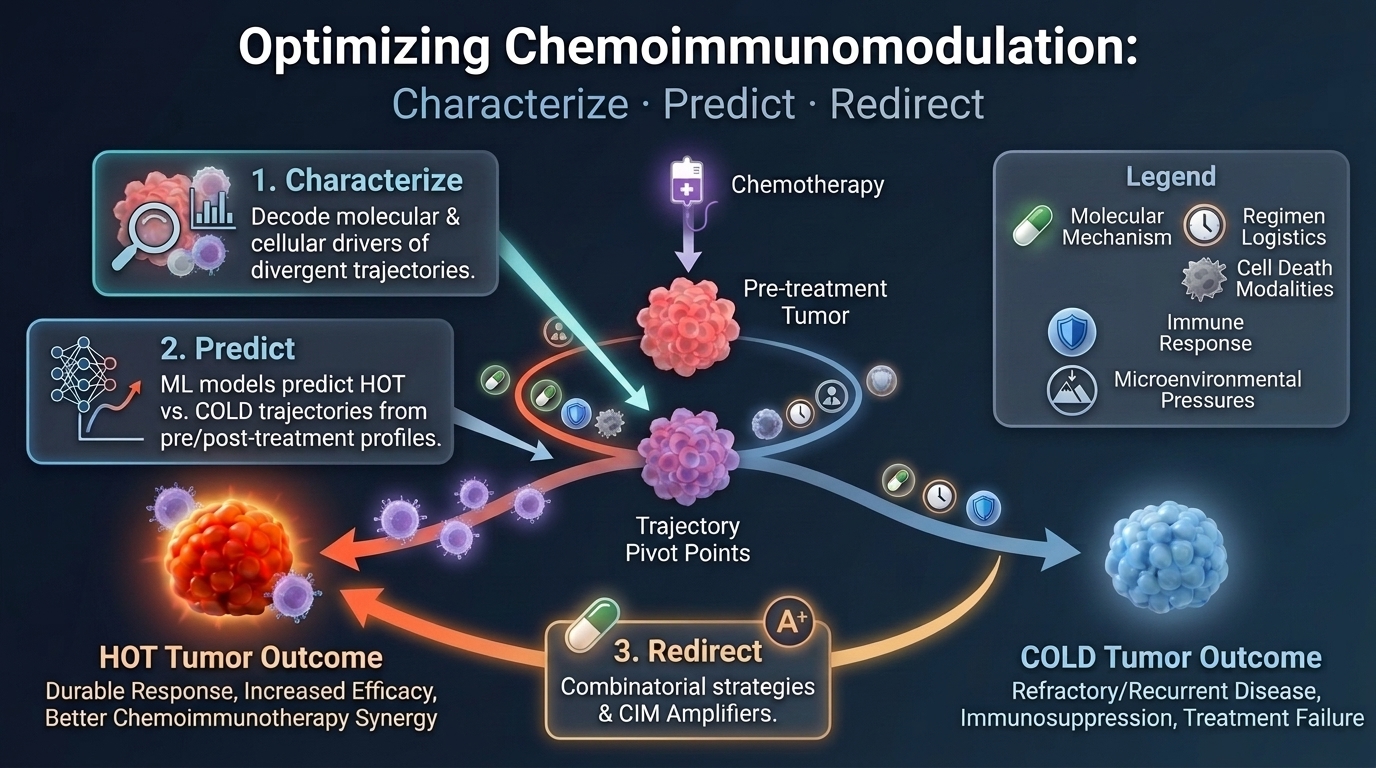 Optimizing Chemoimmunomodulation:
Characterize · Predict · Redirect
1. Characterize
Decode molecular &
cellular drivers of
divergent trajectories.
Chemotherapy
Pre-treatment
Tumor
Legend
Molecular
Mechanism
Regimen
Logistics
Cell Death
Modalities
Immune
Response
Microenvironmental
Pressures
2. Predict
ML models predict HOT
vs. COLD trajectories from
pre/post-treatment profiles.
Trajectory
Pivot Points
A+
3. Redirect
Combinatorial strategies
& CIM Amplifiers.
HOT Tumor Outcome
Durable Response, Increased Efficacy,
Better Chemoimmunotherapy Synergy
COLD Tumor Outcome
Refractory/Recurrent Disease,
Immunosuppression, Treatment Failure